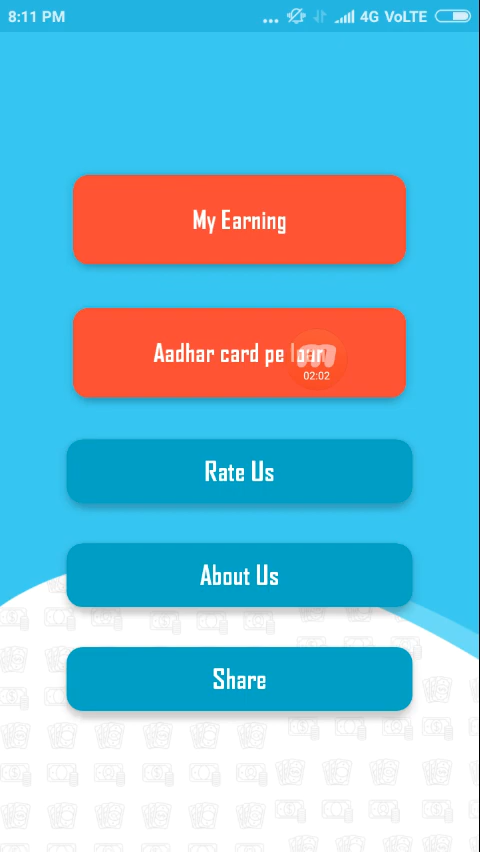 8:11 PM
... 4G VoLTE
My Earning
Aadhar card pe loan
02:02
Rate Us
About Us
Share